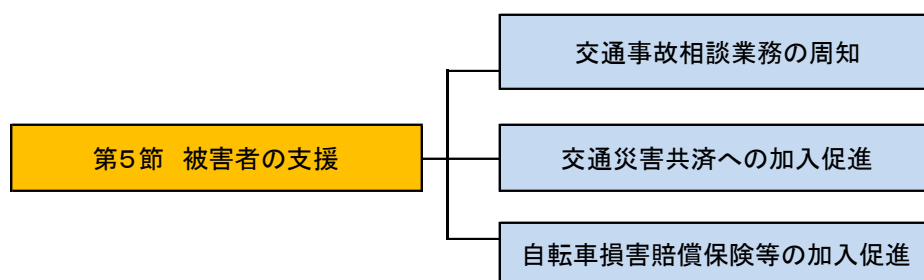 交通事故相談業務の周知
第5節 被害者の支援
交通災害共済への加入促進
自転車損害賠償保険等の加入促進